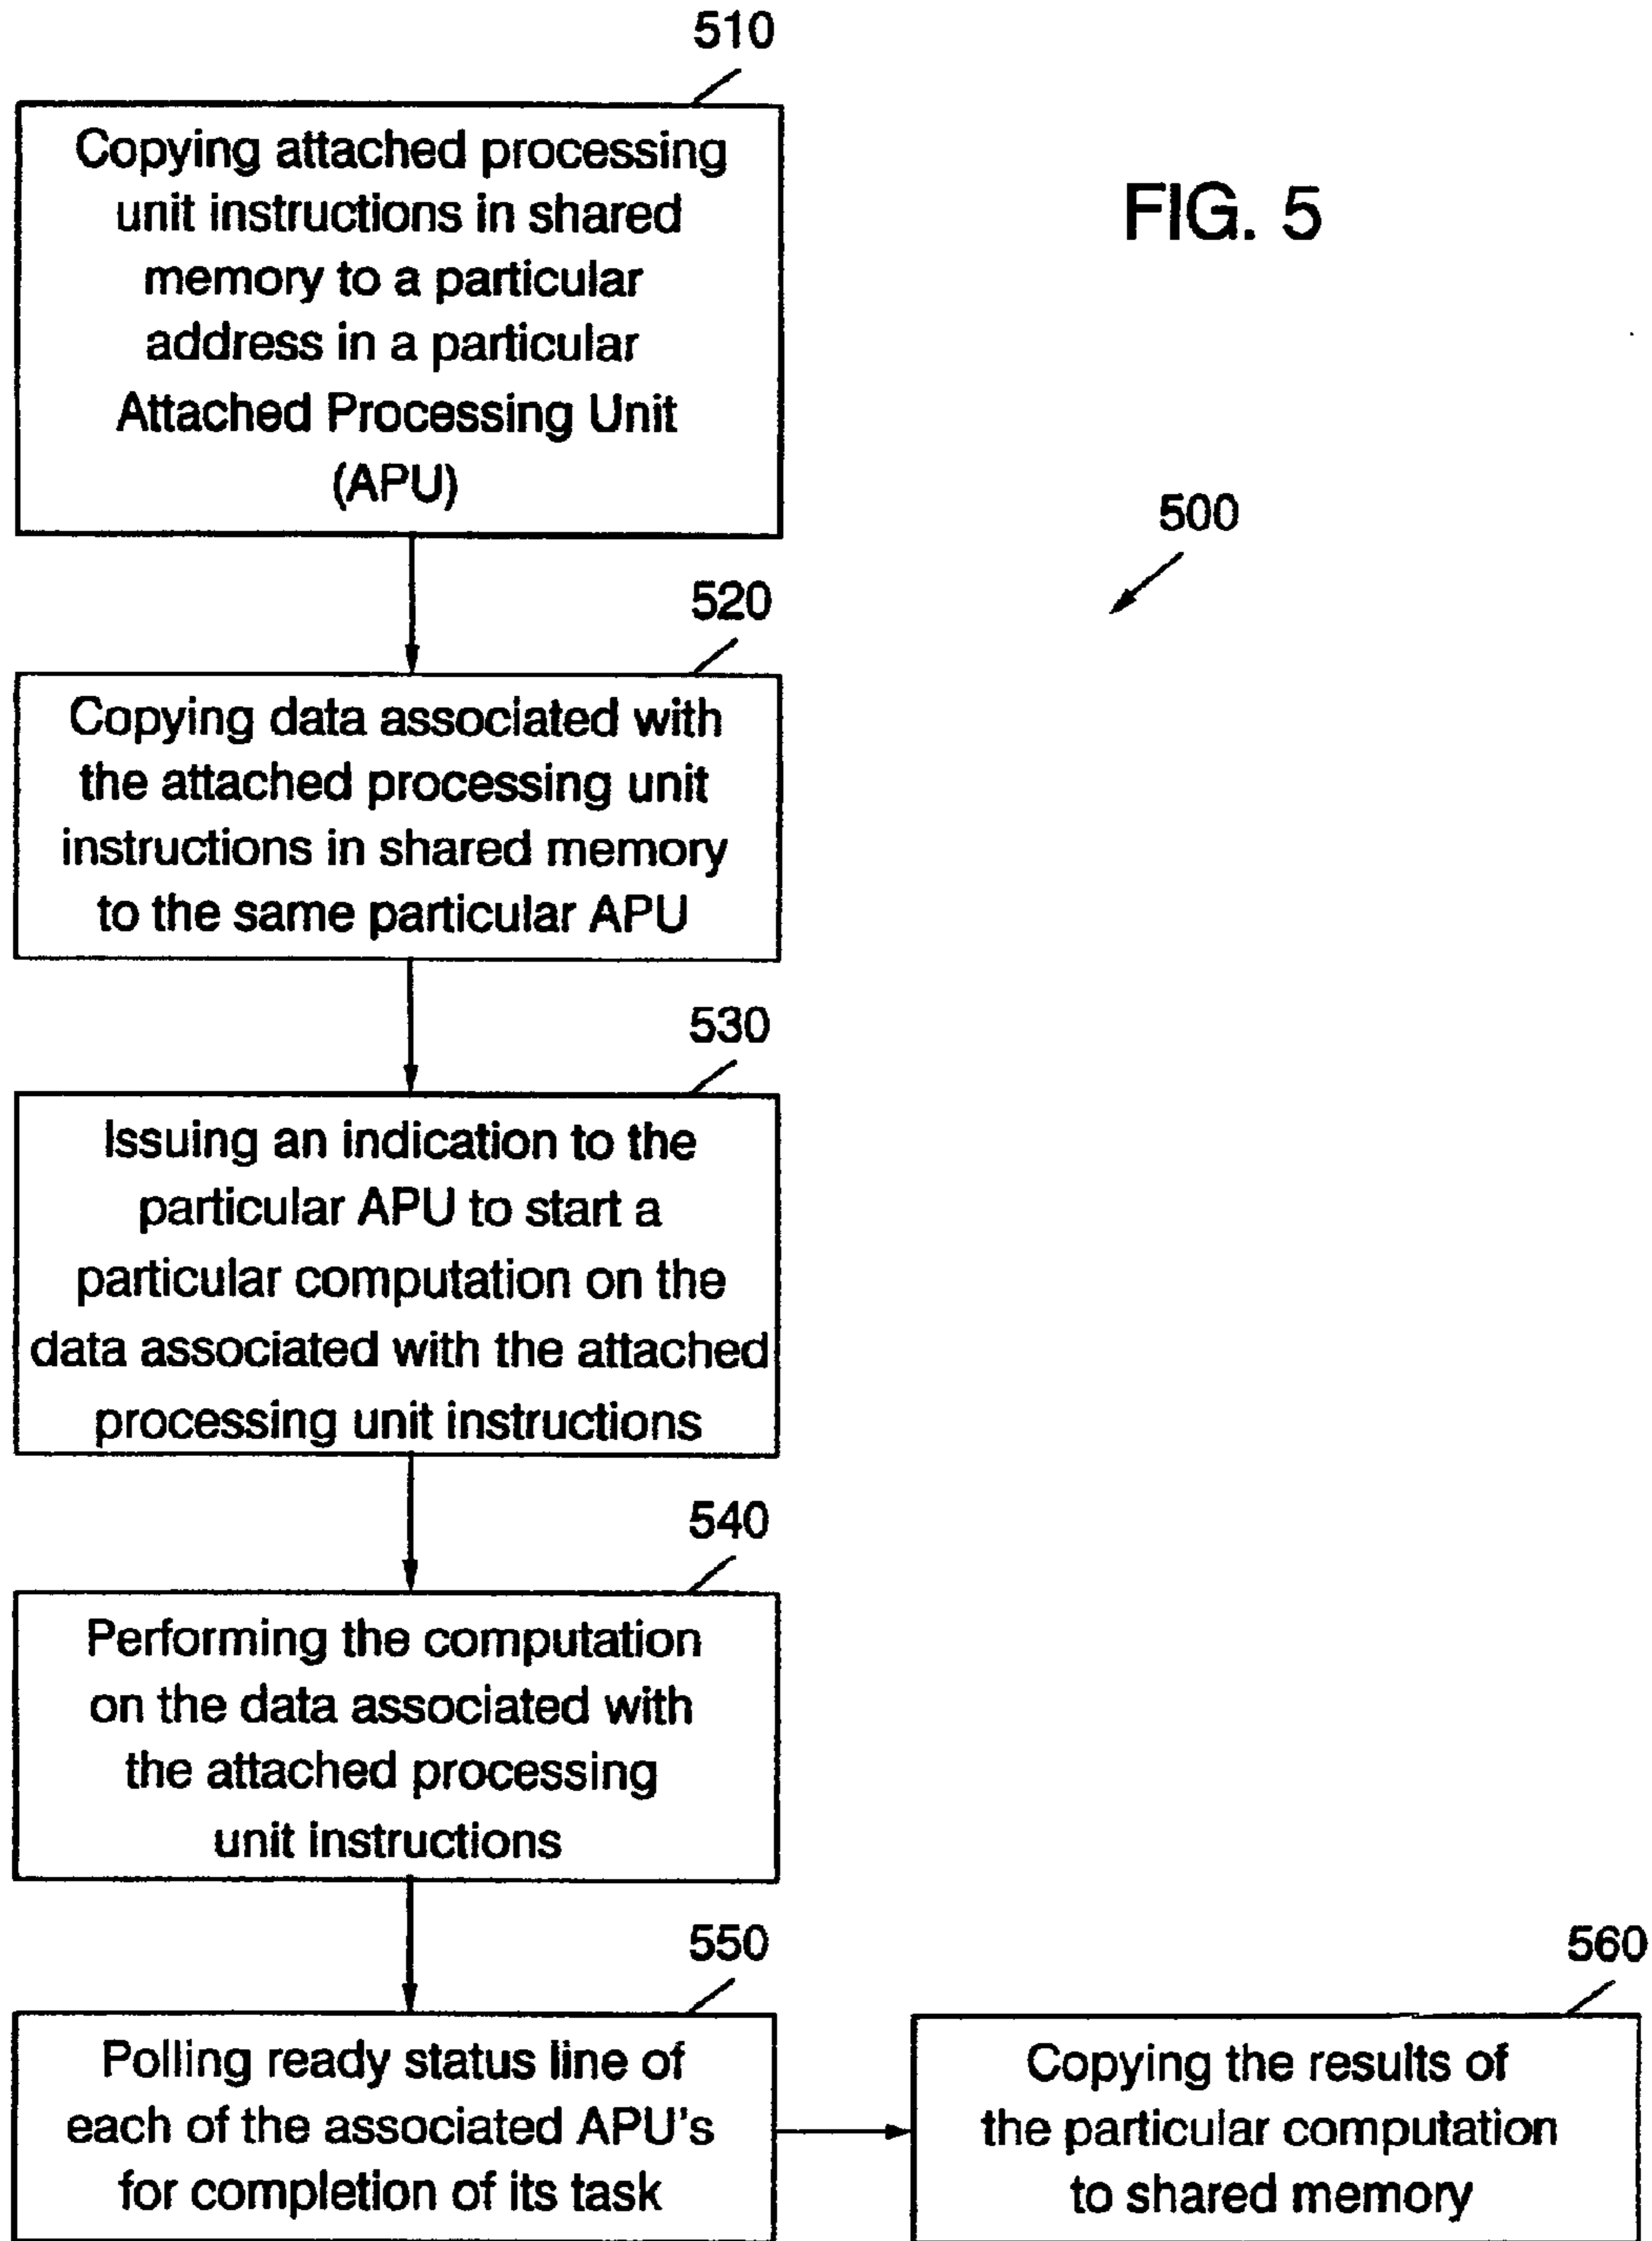 510
Copying attached processing
unit instructions in shared
memory to a particular
address in a particular
Attached Processing Unit
(APU)
FIG. 5
500
520
Copying data associated with
the attached processing unit
instructions in shared memory
to the same particular APU
530
Issuing an indication to the
particular APU to start a
particular computation on the
data associated with the attached
processing unit instructions
540
Performing the computation
on the data associated with
the attached processing
unit instructions
550
Polling ready status line of
each of the associated APU's
for completion of its task
560
Copying the results of
the particular computation
to shared memory